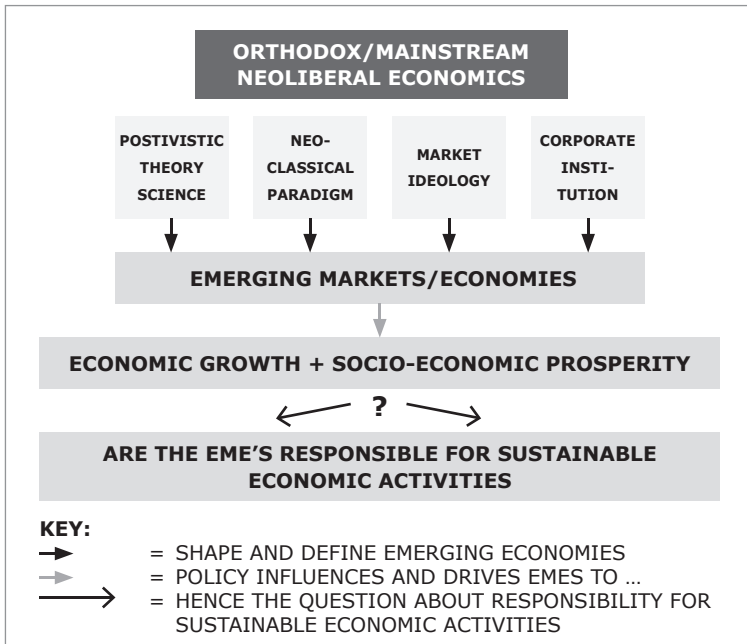 ORTHODOX/MAINSTREAM
NEOLIBERAL ECONOMICS
POSTIVISTIC
THEORY
SCIENCE
NEO-
CLASSICAL
PARADIGM
MARKET
IDEOLOGY
CORPORATE
INSTI-
TUTION
EMERGING MARKETS/ECONOMIES
ECONOMIC GROWTH + SOCIO-ECONOMIC PROSPERITY
?
ARE THE EME'S RESPONSIBLE FOR SUSTAINABLE
ECONOMIC ACTIVITIES
KEY:
= SHAPE AND DEFINE EMERGING ECONOMIES
= POLICY INFLUENCES AND DRIVES EMES TO …
= HENCE THE QUESTION ABOUT RESPONSIBILITY FOR
SUSTAINABLE ECONOMIC ACTIVITIES